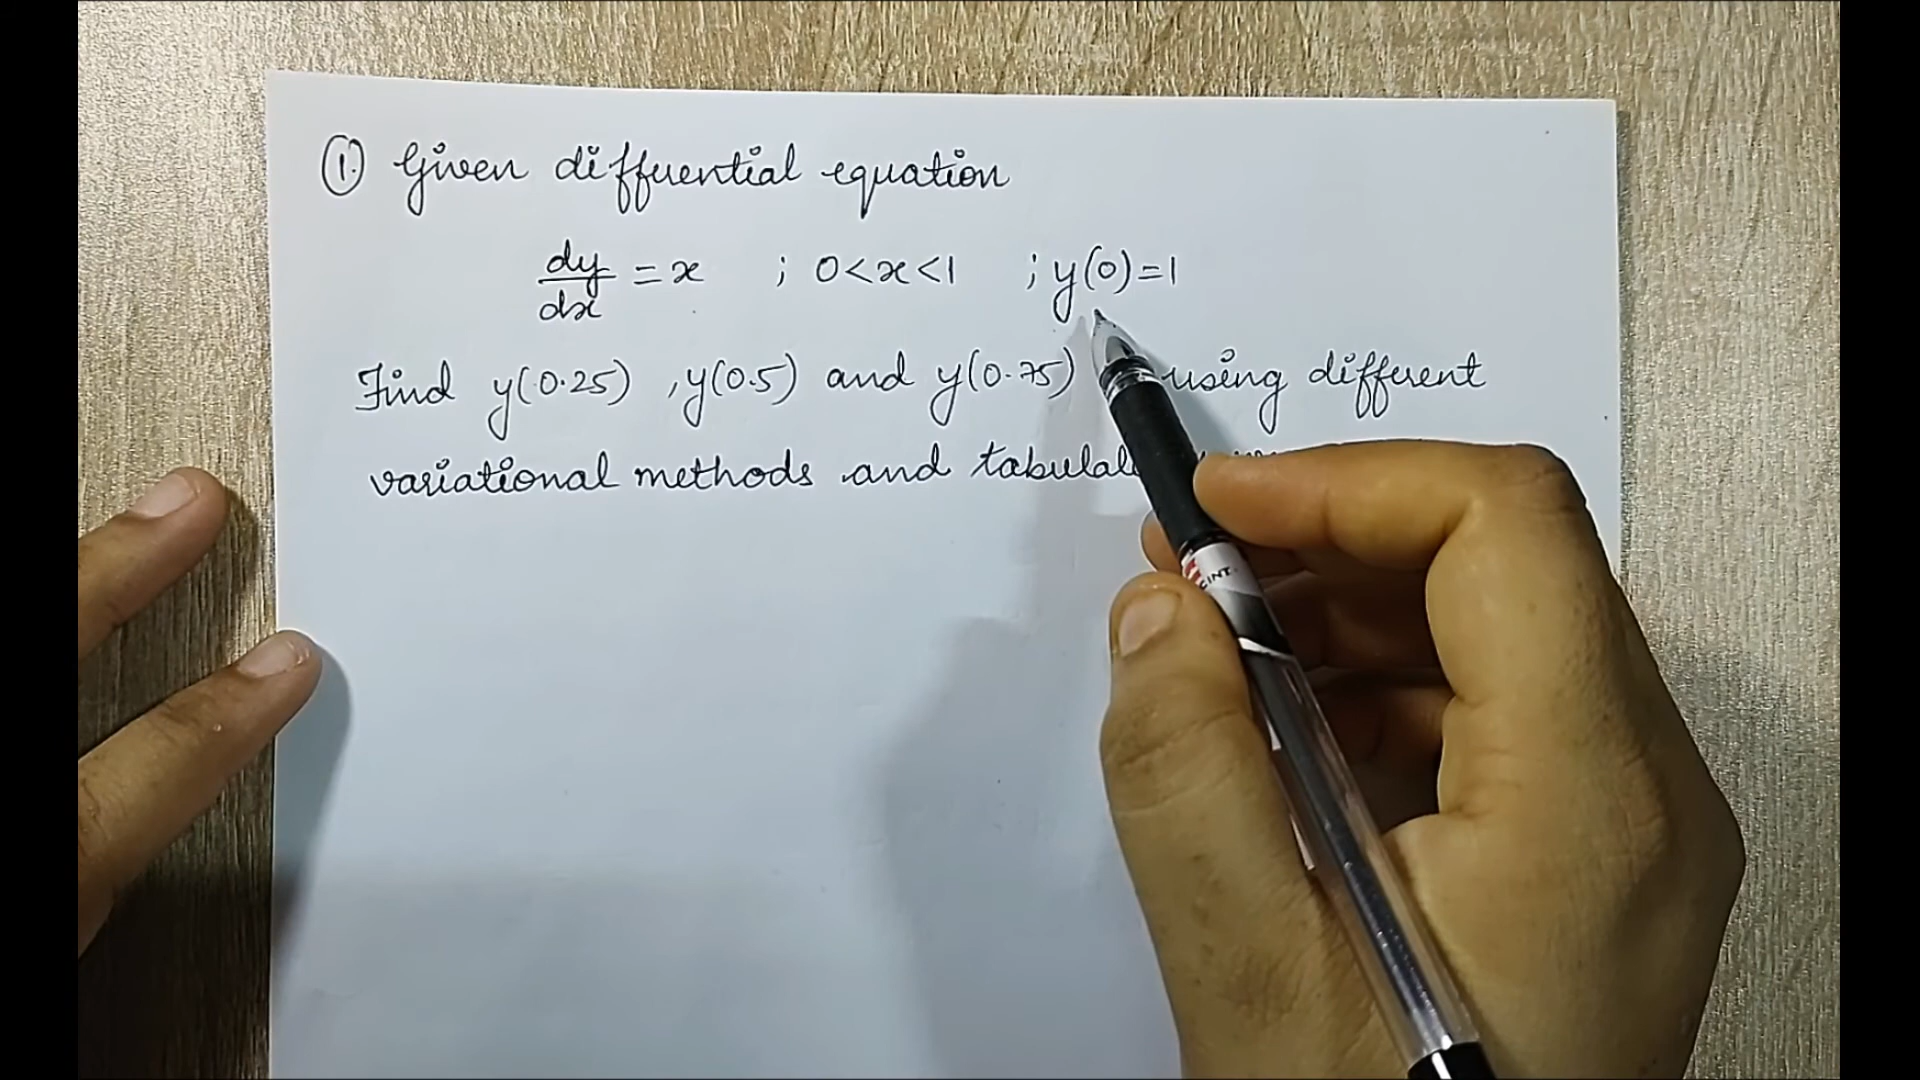 ① Given differential equation
dy/dx = x ; 0<x<1 ; y(0)=1
Find y(0.25) , y(0.5) and y(0.75) using different
variational methods and